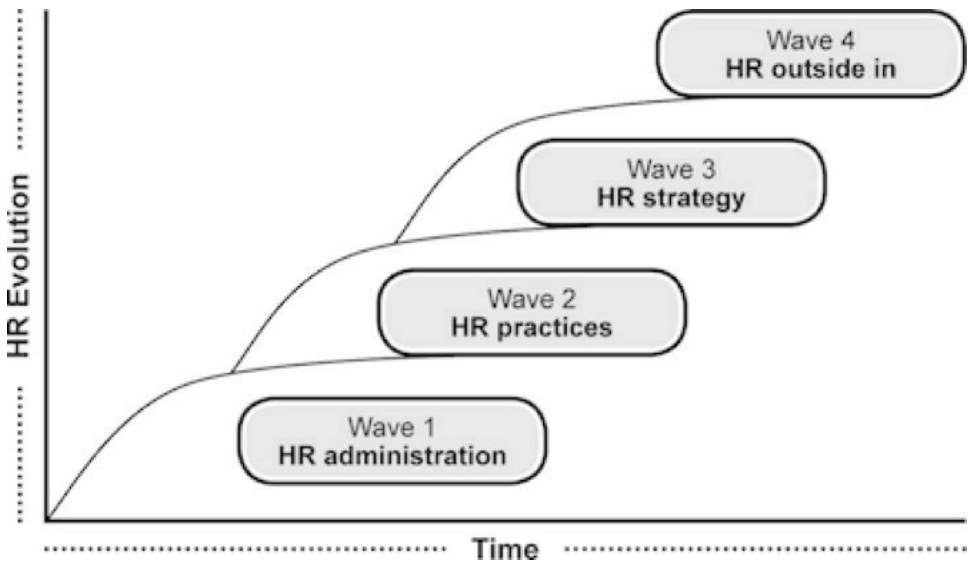 Wave 4
HR outside in
Wave 3
HR strategy
Wave 2
HR practices
Wave 1
HR administration
HR Evolution
Time